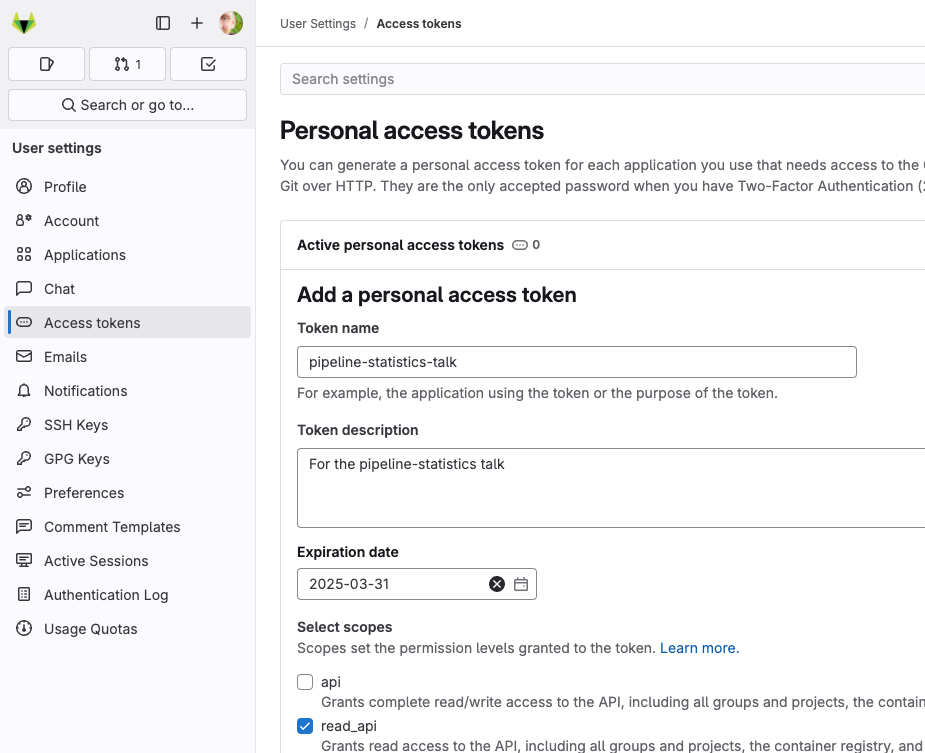 1
Search or go to...
User settings
Profile
Account
Applications
Chat
Access tokens
Emails
Notifications
SSH Keys
GPG Keys
Preferences
Comment Templates
Active Sessions
Authentication Log
Usage Quotas
User Settings / Access tokens
Search settings
Personal access tokens
You can generate a personal access token for each application you use that needs access to the
Git over HTTP. They are the only accepted password when you have Two-Factor Authentication (
Active personal access tokens 0
Add a personal access token
Token name
pipeline-statistics-talk
For example, the application using the token or the purpose of the token.
Token description
For the pipeline-statistics talk
Expiration date
2025-03-31
Select scopes
Scopes set the permission levels granted to the token. Learn more.
api
Grants complete read/write access to the API, including all groups and projects, the
read_api
Grants read access to the API, including all groups and projects, the container registry, and